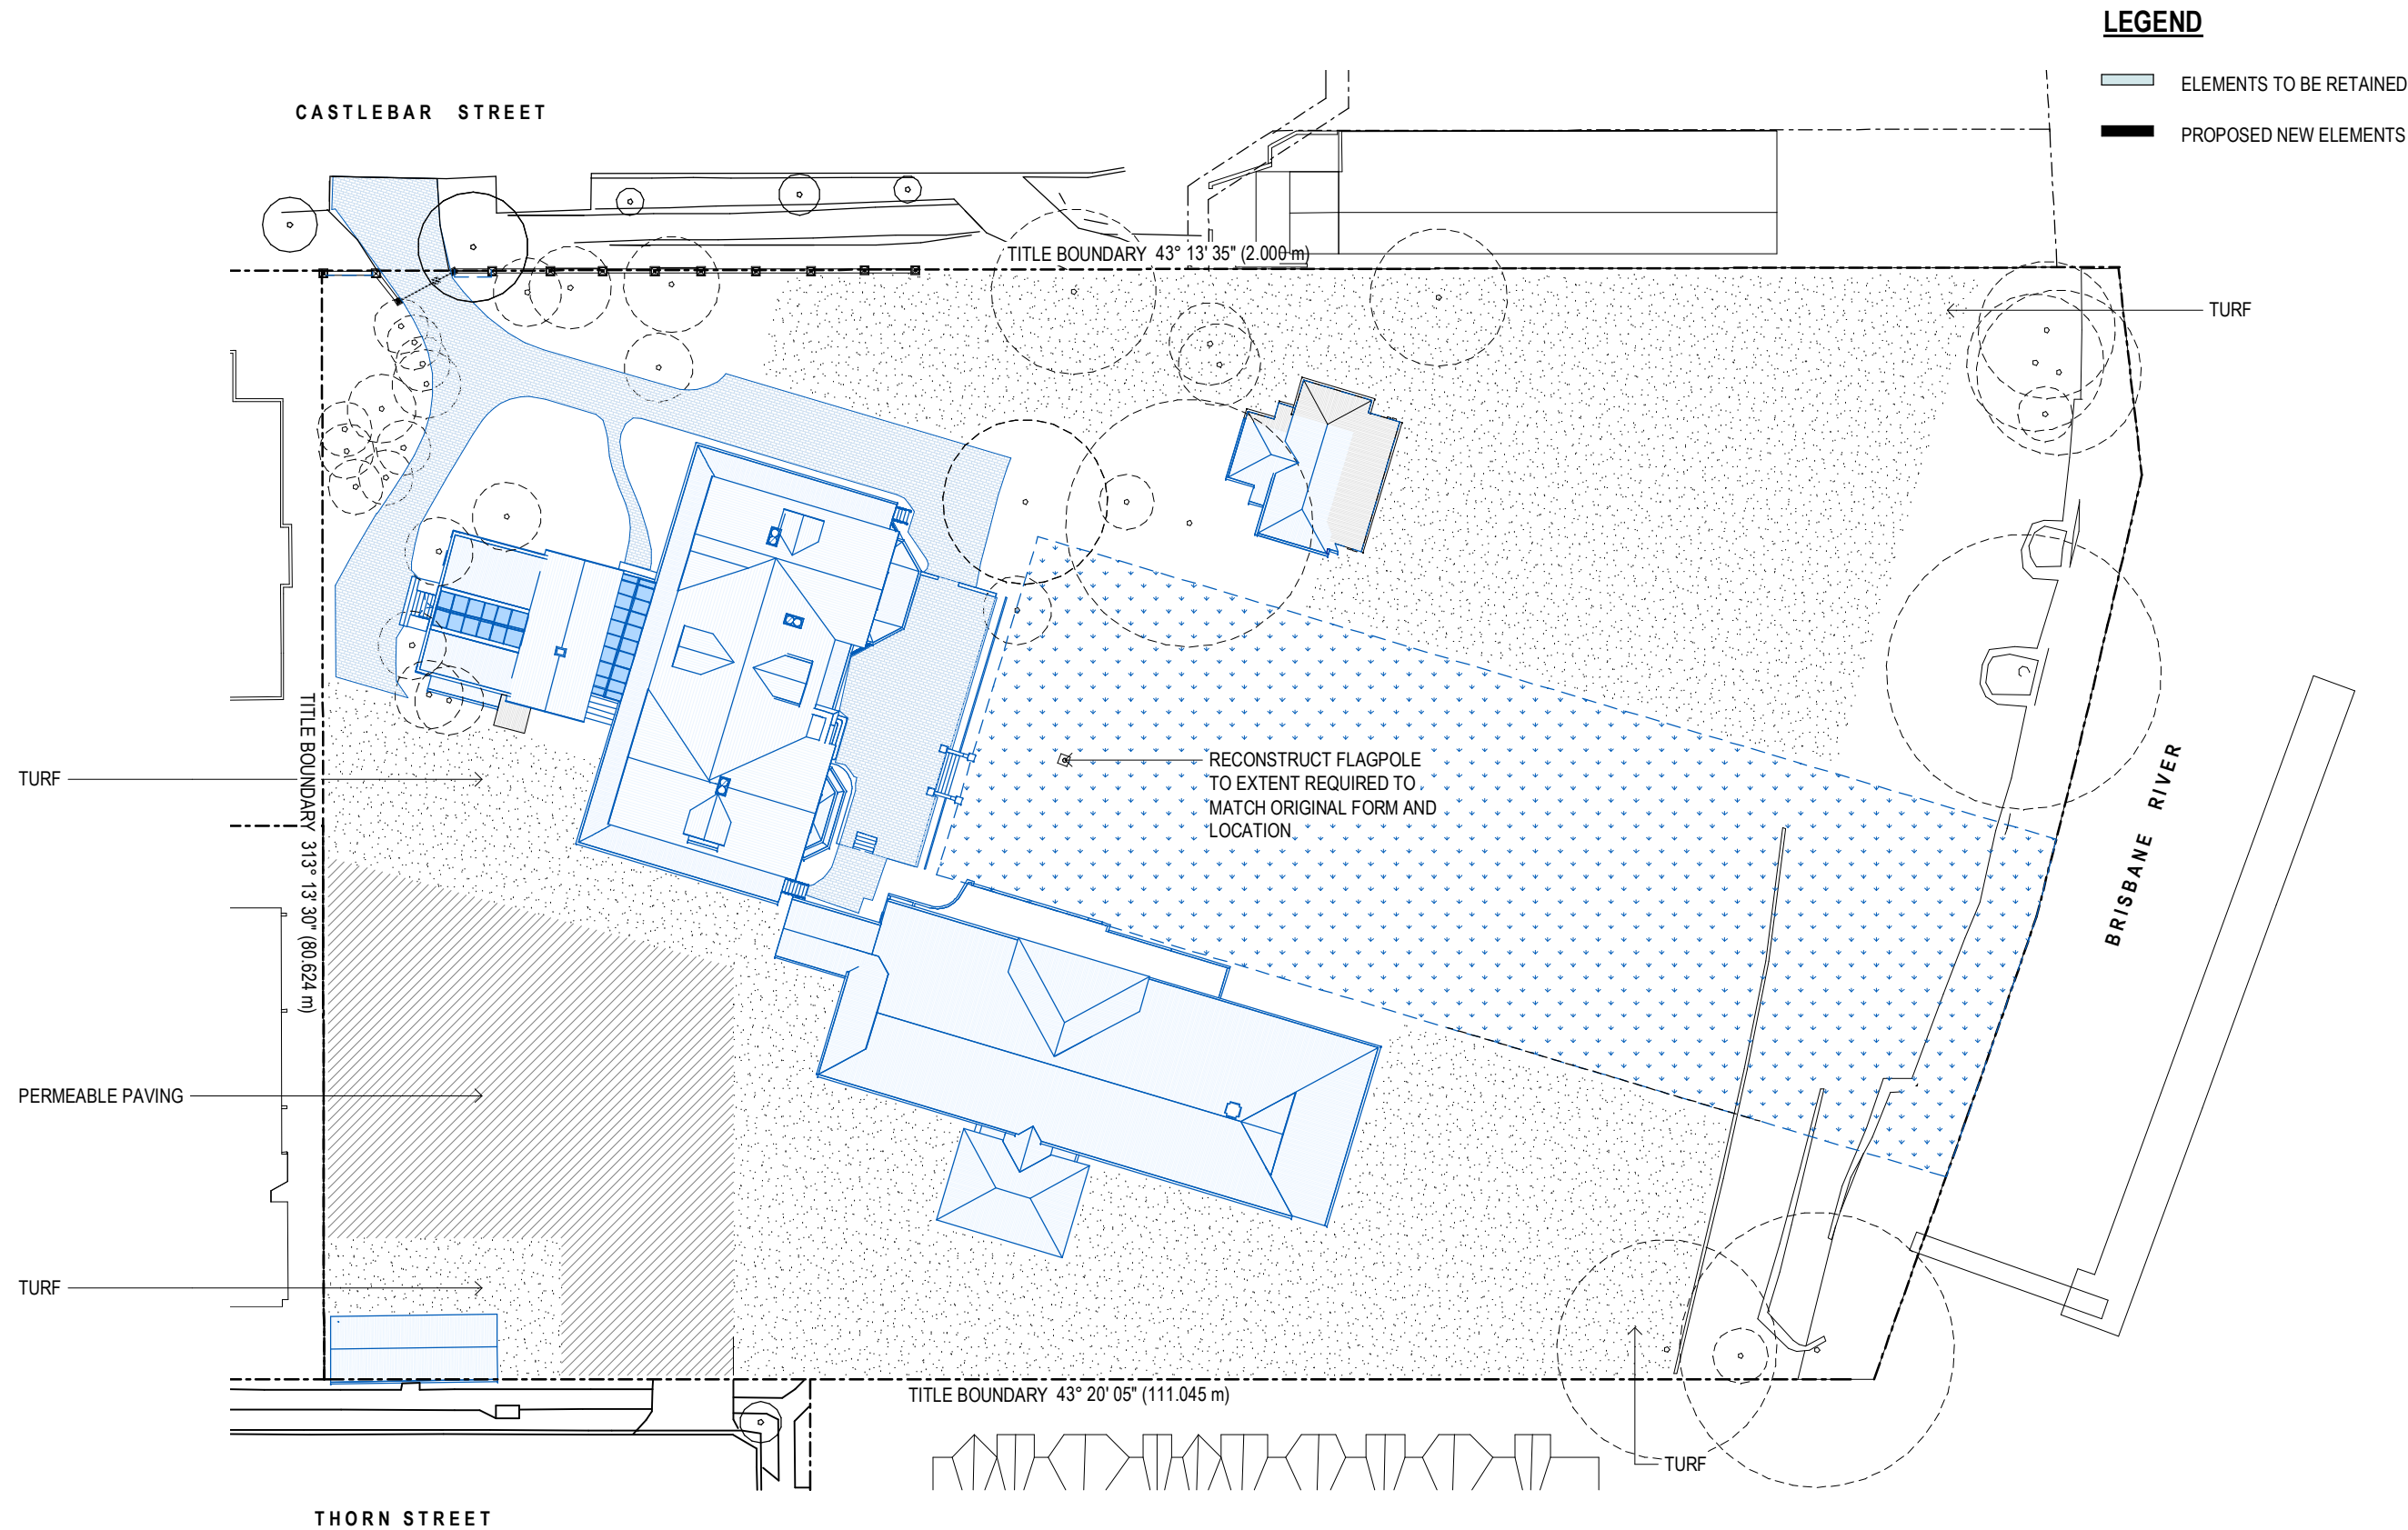 LEGEND
ELEMENTS TO BE RETAINED
PROPOSED NEW ELEMENTS
CASTLEBAR STREET
TITLE BOUNDARY 43° 13' 35" (2.000 m)
TURF
TURF
TITLE BOUNDARY 313° 13' 30" (80.624 m)
RECONSTRUCT FLAGPOLE
TO EXTENT REQUIRED TO
MATCH ORIGINAL FORM AND
LOCATION
BRISBANE RIVER
PERMEABLE PAVING
TURF
TITLE BOUNDARY 43° 20' 05" (111.045 m)
TURF
THORN STREET